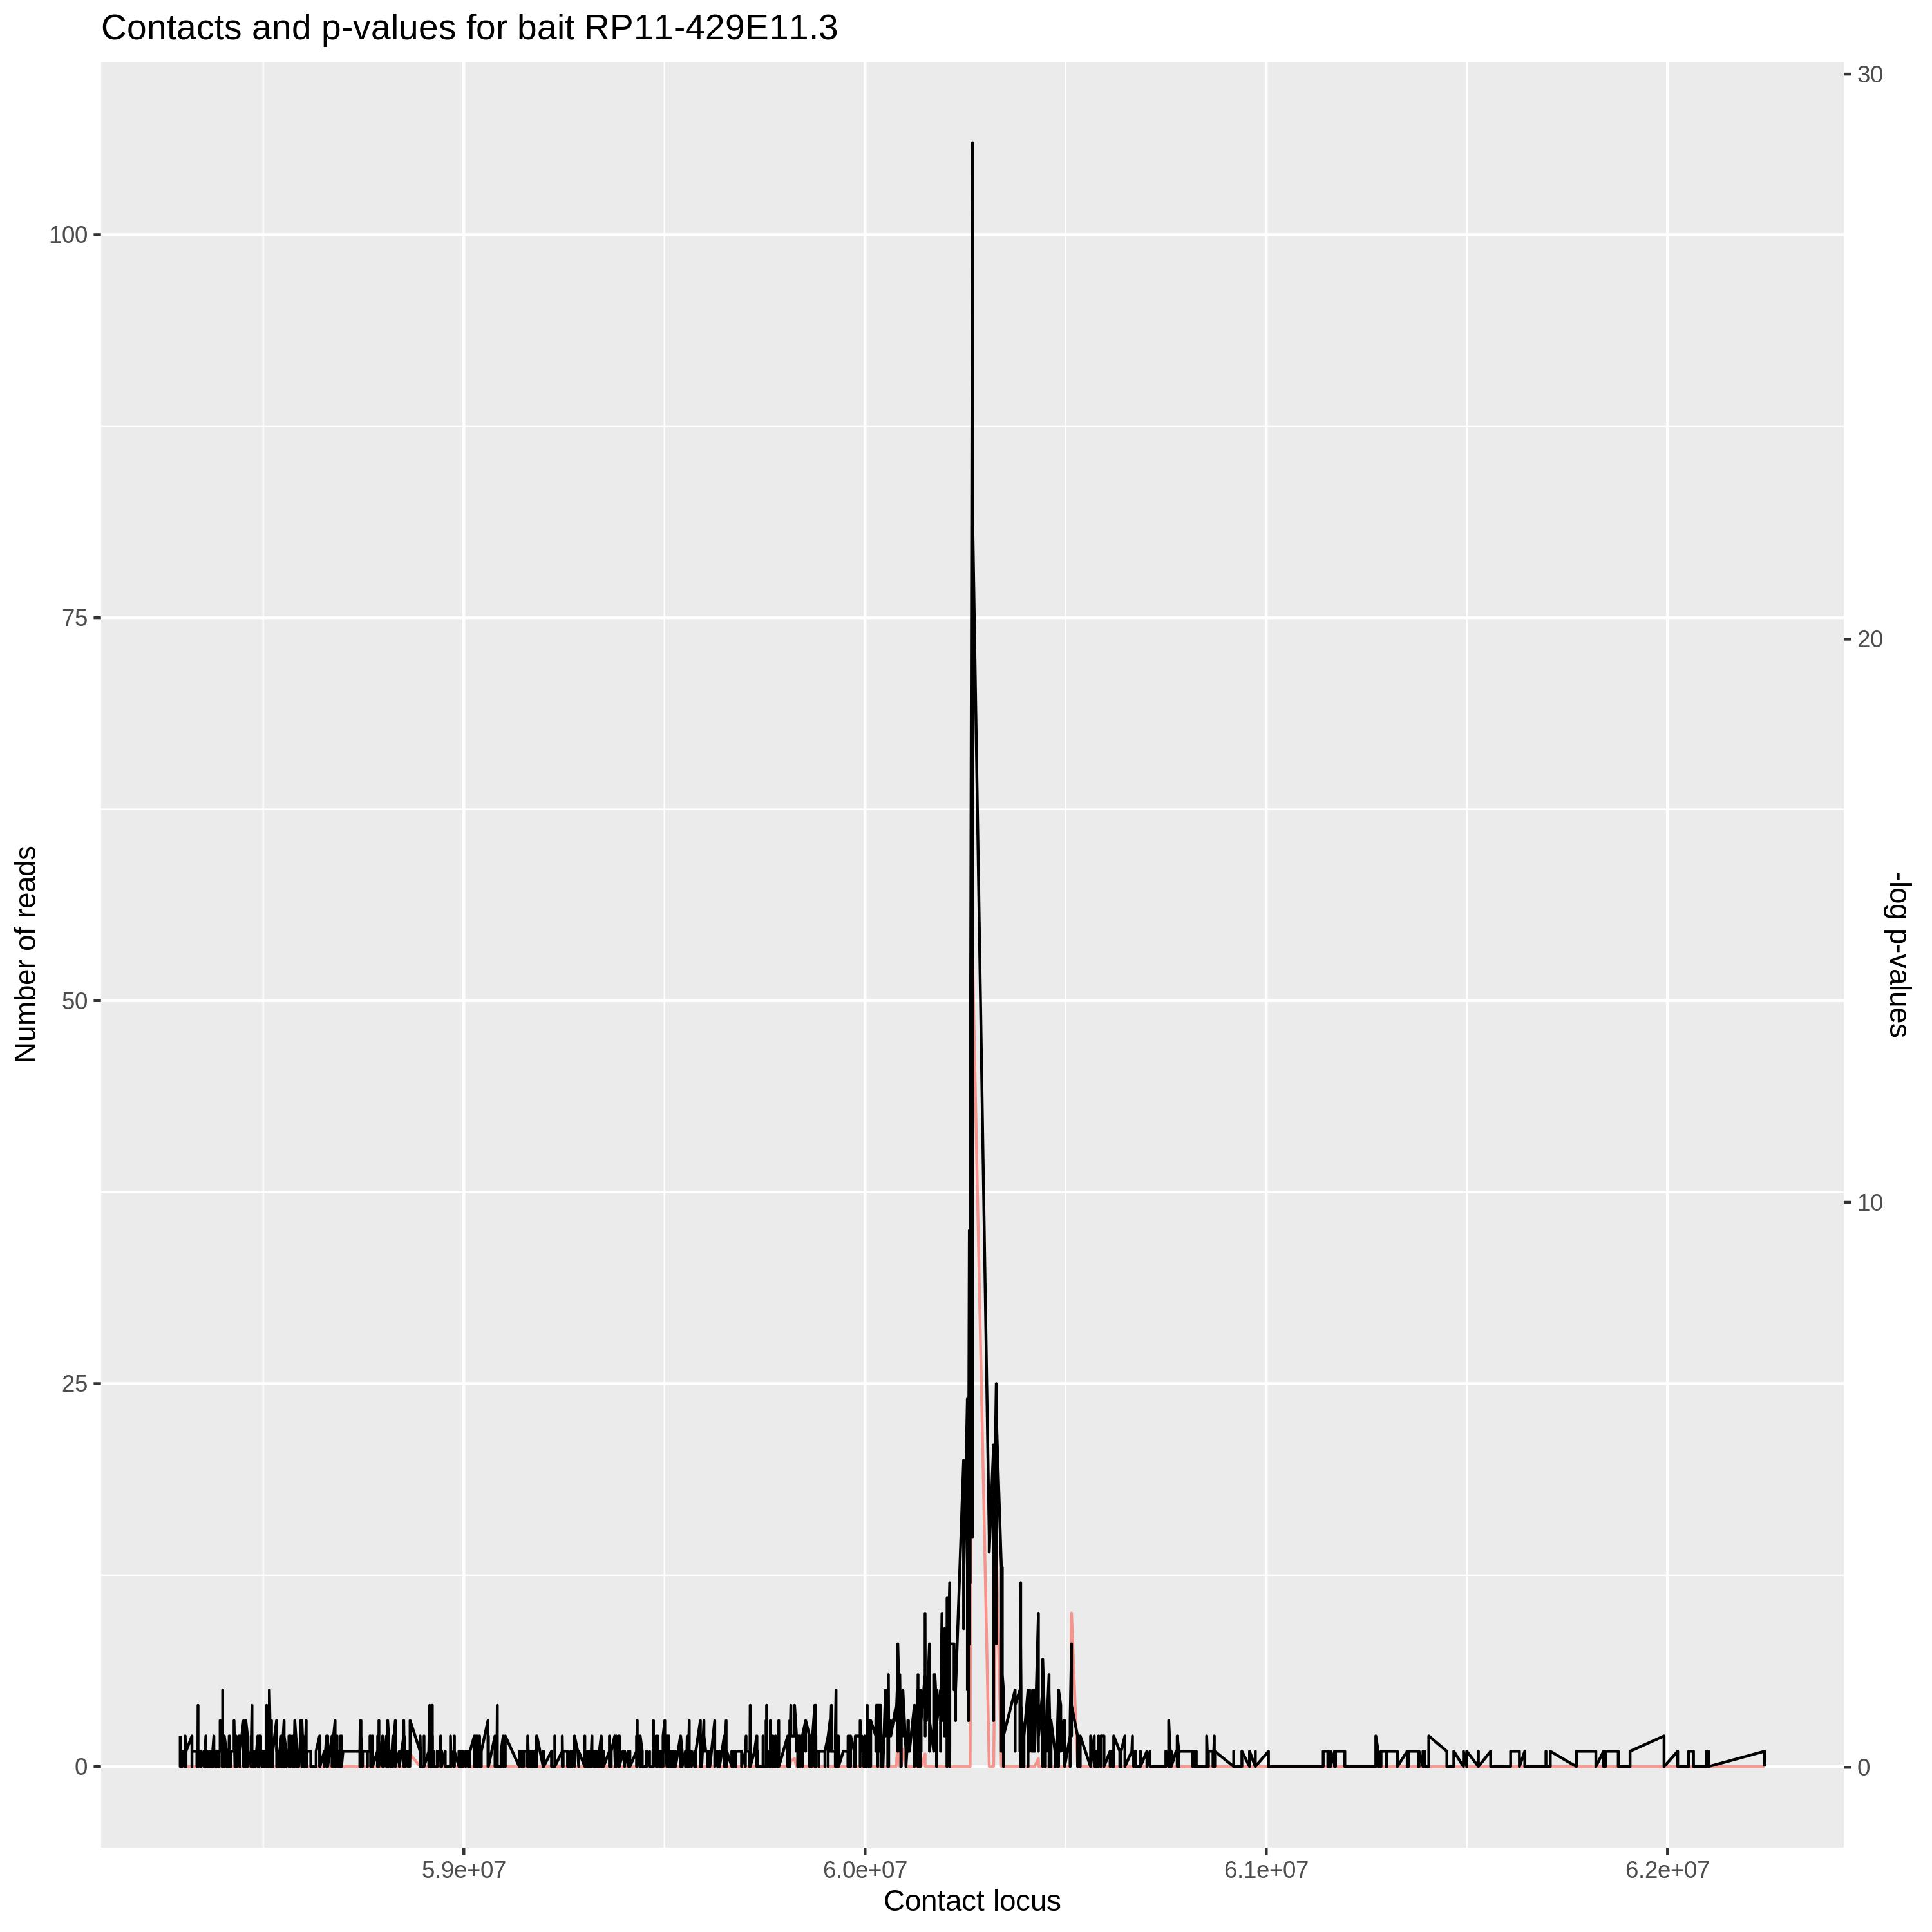 Contacts and p-values for bait RP11-429E11.3
30
100
20
75
Number of reads
-log p-values
50
10
25
0
0
5.9e+07
6.0e+07
6.1e+07
6.2e+07
Contact locus